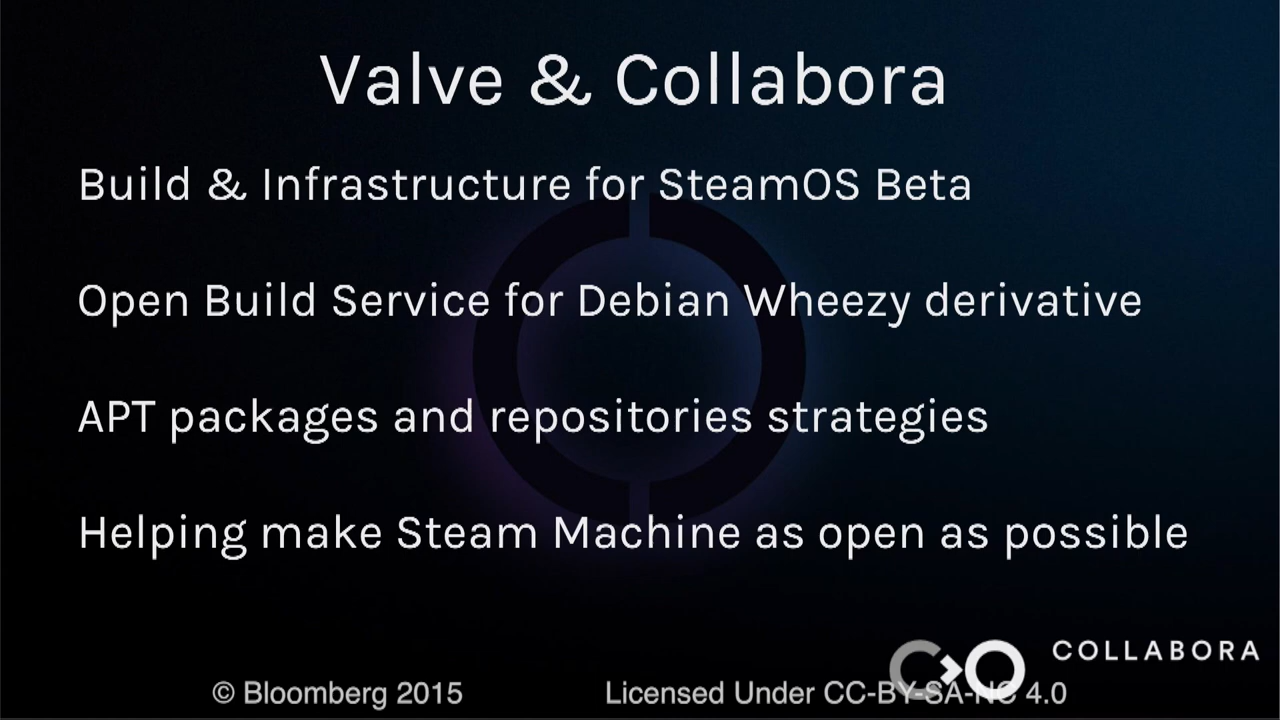 Valve & Collabora
Build & Infrastructure for SteamOS Beta
Open Build Service for Debian Wheezy derivative
APT packages and repositories strategies
Helping make Steam Machine as open as possible
COLLABORA
© Bloomberg 2015 Licensed Under CC-BY-SA-NC 4.0